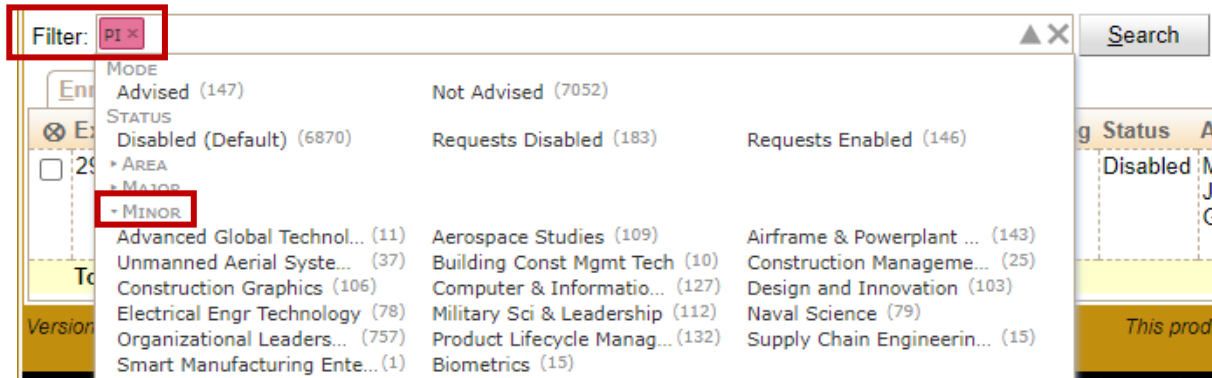 Filter: PI × ▲ ✕ Search
MODE
Advised (147) Not Advised (7052)
STATUS
Disabled (Default) (6870) Requests Disabled (183) Requests Enabled (146)
▸ AREA
▸ MAJOR
▾ MINOR
Advanced Global Technol... (11) Aerospace Studies (109) Airframe & Powerplant ... (143)
Unmanned Aerial Syste... (37) Building Const Mgmt Tech (10) Construction Manageme... (25)
Construction Graphics (106) Computer & Informatio... (127) Design and Innovation (103)
Electrical Engr Technology (78) Military Sci & Leadership (112) Naval Science (79)
Organizational Leaders... (757) Product Lifecycle Manag... (132) Supply Chain Engineerin... (15)
Smart Manufacturing Ente... (1) Biometrics (15)
Status
29
Disabled
Version
This prod